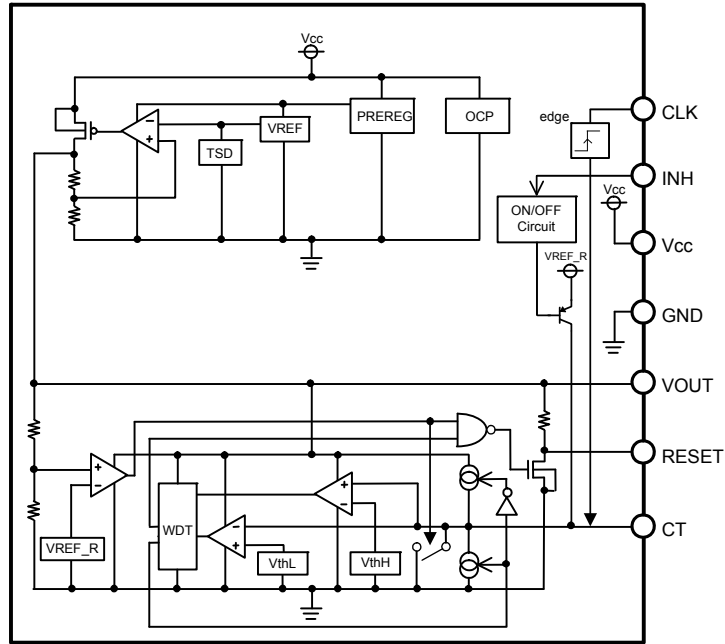 Vcc
PREREG
OCP
VREF
TSD
edge
CLK
INH
ON/OFF
Circuit
Vcc
Vcc
VREF_R
GND
VOUT
RESET
WDT
VREF_R
VthL
VthH
CT